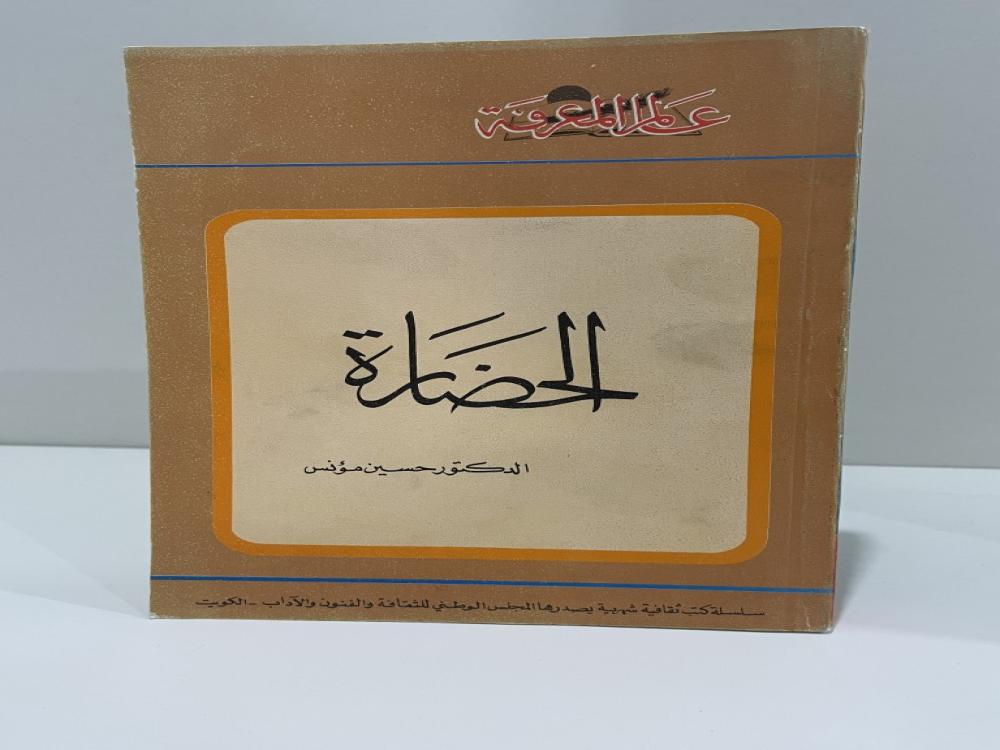 عالم المعرفة
الحضارة
الدكتور حسين مؤنس
سلسلة كتب ثقافية شهرية يصدرها المجلس الوطني للثقافة والفنون والآداب - الكويت